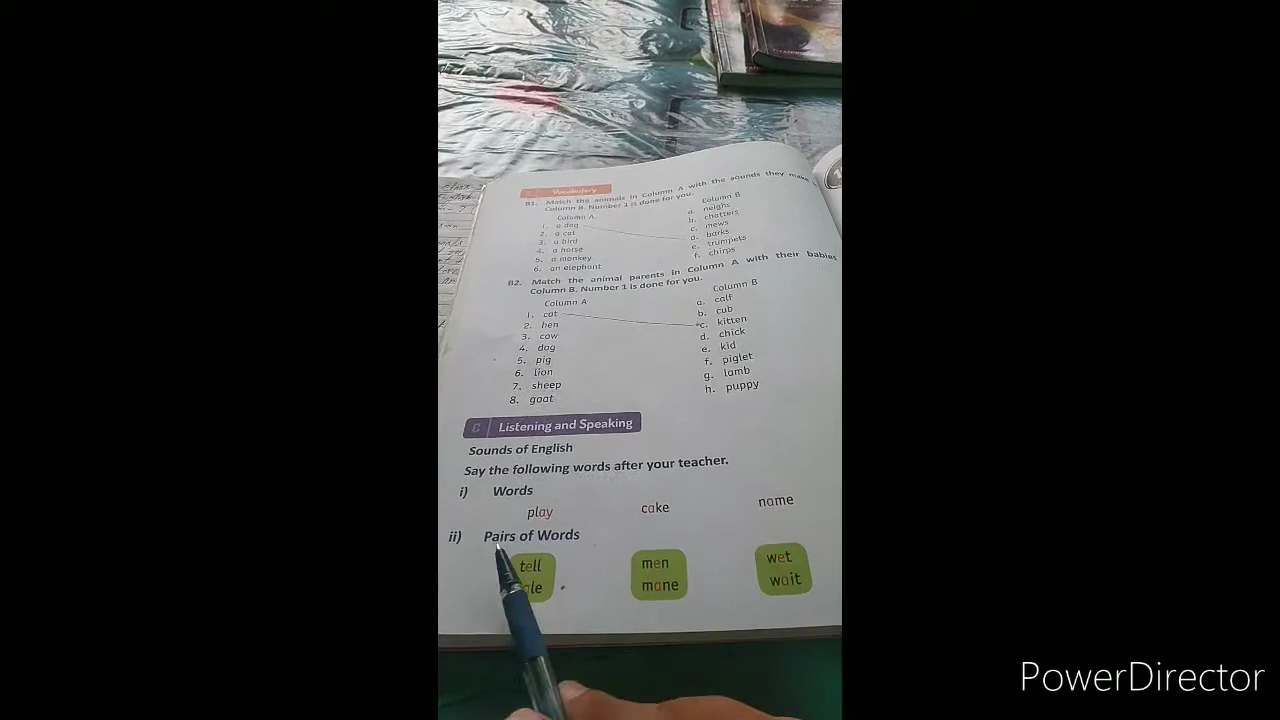 Vocabulary
B1. Match the animals in Column A with the sounds they make
Column B. Number 1 is done for you.
Column A Column B
1. a dog a. neighs
2. a cat b. chatters
3. a bird c. mews
4. a horse d. barks
5. a monkey e. trumpets
6. an elephant f. chirps
B2. Match the animal parents in Column A with their babies
Column B. Number 1 is done for you.
Column A Column B
1. cat a. calf
2. hen b. cub
3. cow c. kitten
4. dog d. chick
5. pig e. kid
6. lion f. piglet
7. sheep g. lamb
8. goat h. puppy
C Listening and Speaking
Sounds of English
Say the following words after your teacher.
i) Words
play cake name
ii) Pairs of Words
tell men wet
ale mane wait
PowerDirector